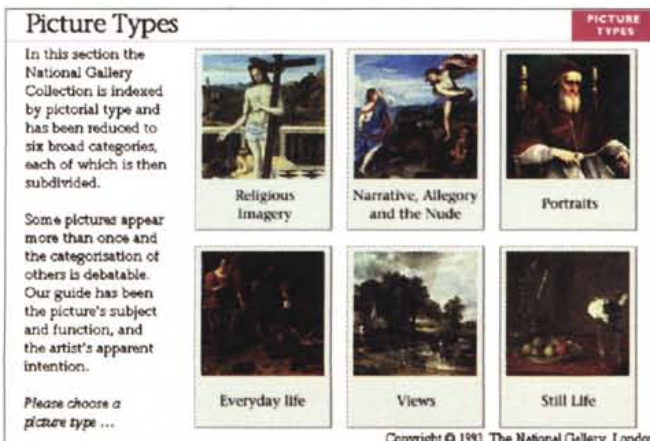 Picture Types
PICTURE
TYPES
In this section the
National Gallery
Collection is indexed
by pictorial type and
has been reduced to
six broad categories,
each of which is then
subdivided.
Some pictures appear
more than once and
the categorisation of
others is debatable.
Our guide has been
the picture's subject
and function, and
the artist's apparent
intention.
Please choose a
picture type ...
Religious
Imagery
Narrative, Allegory
and the Nude
Portraits
Everyday life
Views
Still Life
Copyright © 1993 The National Gallery, London